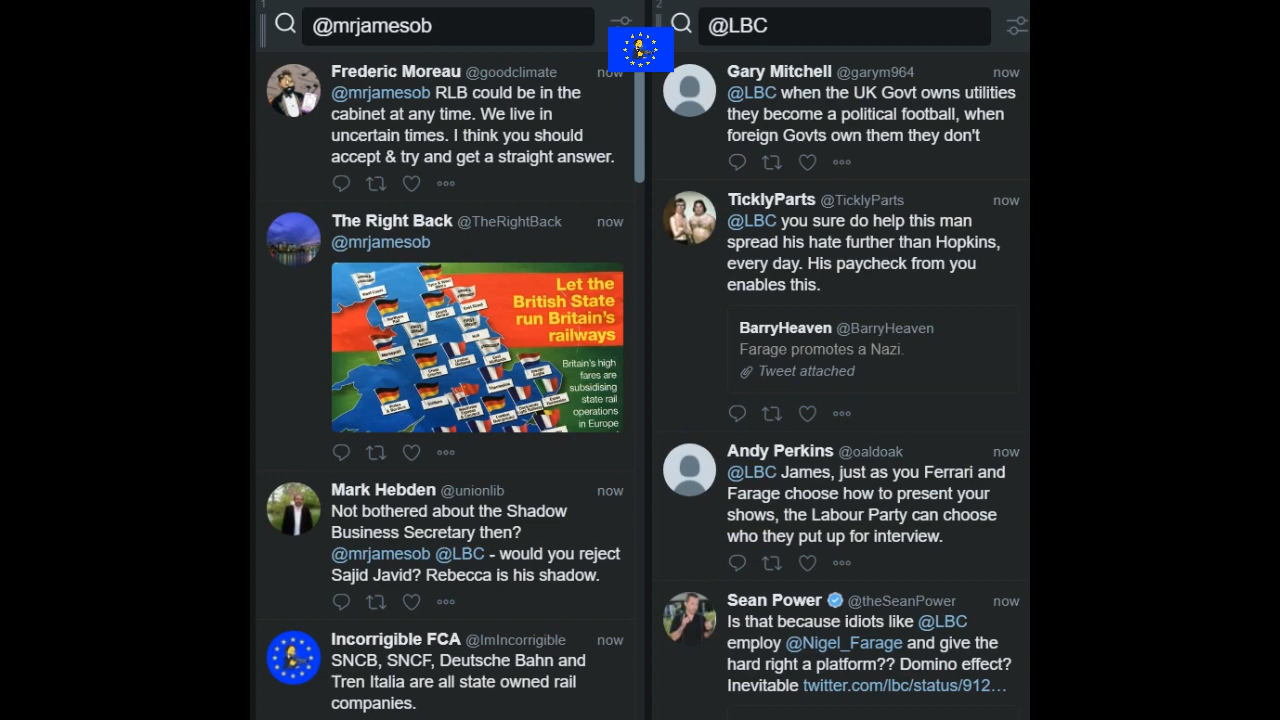 1
@mrjamesob
Frederic Moreau @goodclimate now
@mrjamesob RLB could be in the
cabinet at any time. We live in
uncertain times. I think you should
accept & try and get a straight answer.
The Right Back @TheRightBack now
@mrjamesob
Let the
British State
run Britain's
railways
Britain's high
fares are
subsidising
state rail
operations
in Europe
Mark Hebden @unionlib now
Not bothered about the Shadow
Business Secretary then?
@mrjamesob @LBC - would you reject
Sajid Javid? Rebecca is his shadow.
Incorrigible FCA @ImIncorrigible now
SNCB, SNCF, Deutsche Bahn and
Tren Italia are all state owned rail
companies.
2
@LBC
Gary Mitchell @garym964 now
@LBC when the UK Govt owns utilities
they become a political football, when
foreign Govts own them they don't
TicklyParts @TicklyParts now
@LBC you sure do help this man
spread his hate further than Hopkins,
every day. His paycheck from you
enables this.
BarryHeaven @BarryHeaven
Farage promotes a Nazi.
Tweet attached
Andy Perkins @oaldoak now
@LBC James, just as you Ferrari and
Farage choose how to present your
shows, the Labour Party can choose
who they put up for interview.
Sean Power @theSeanPower now
Is that because idiots like @LBC
employ @Nigel_Farage and give the
hard right a platform?? Domino effect?
Inevitable twitter.com/lbc/status/912…